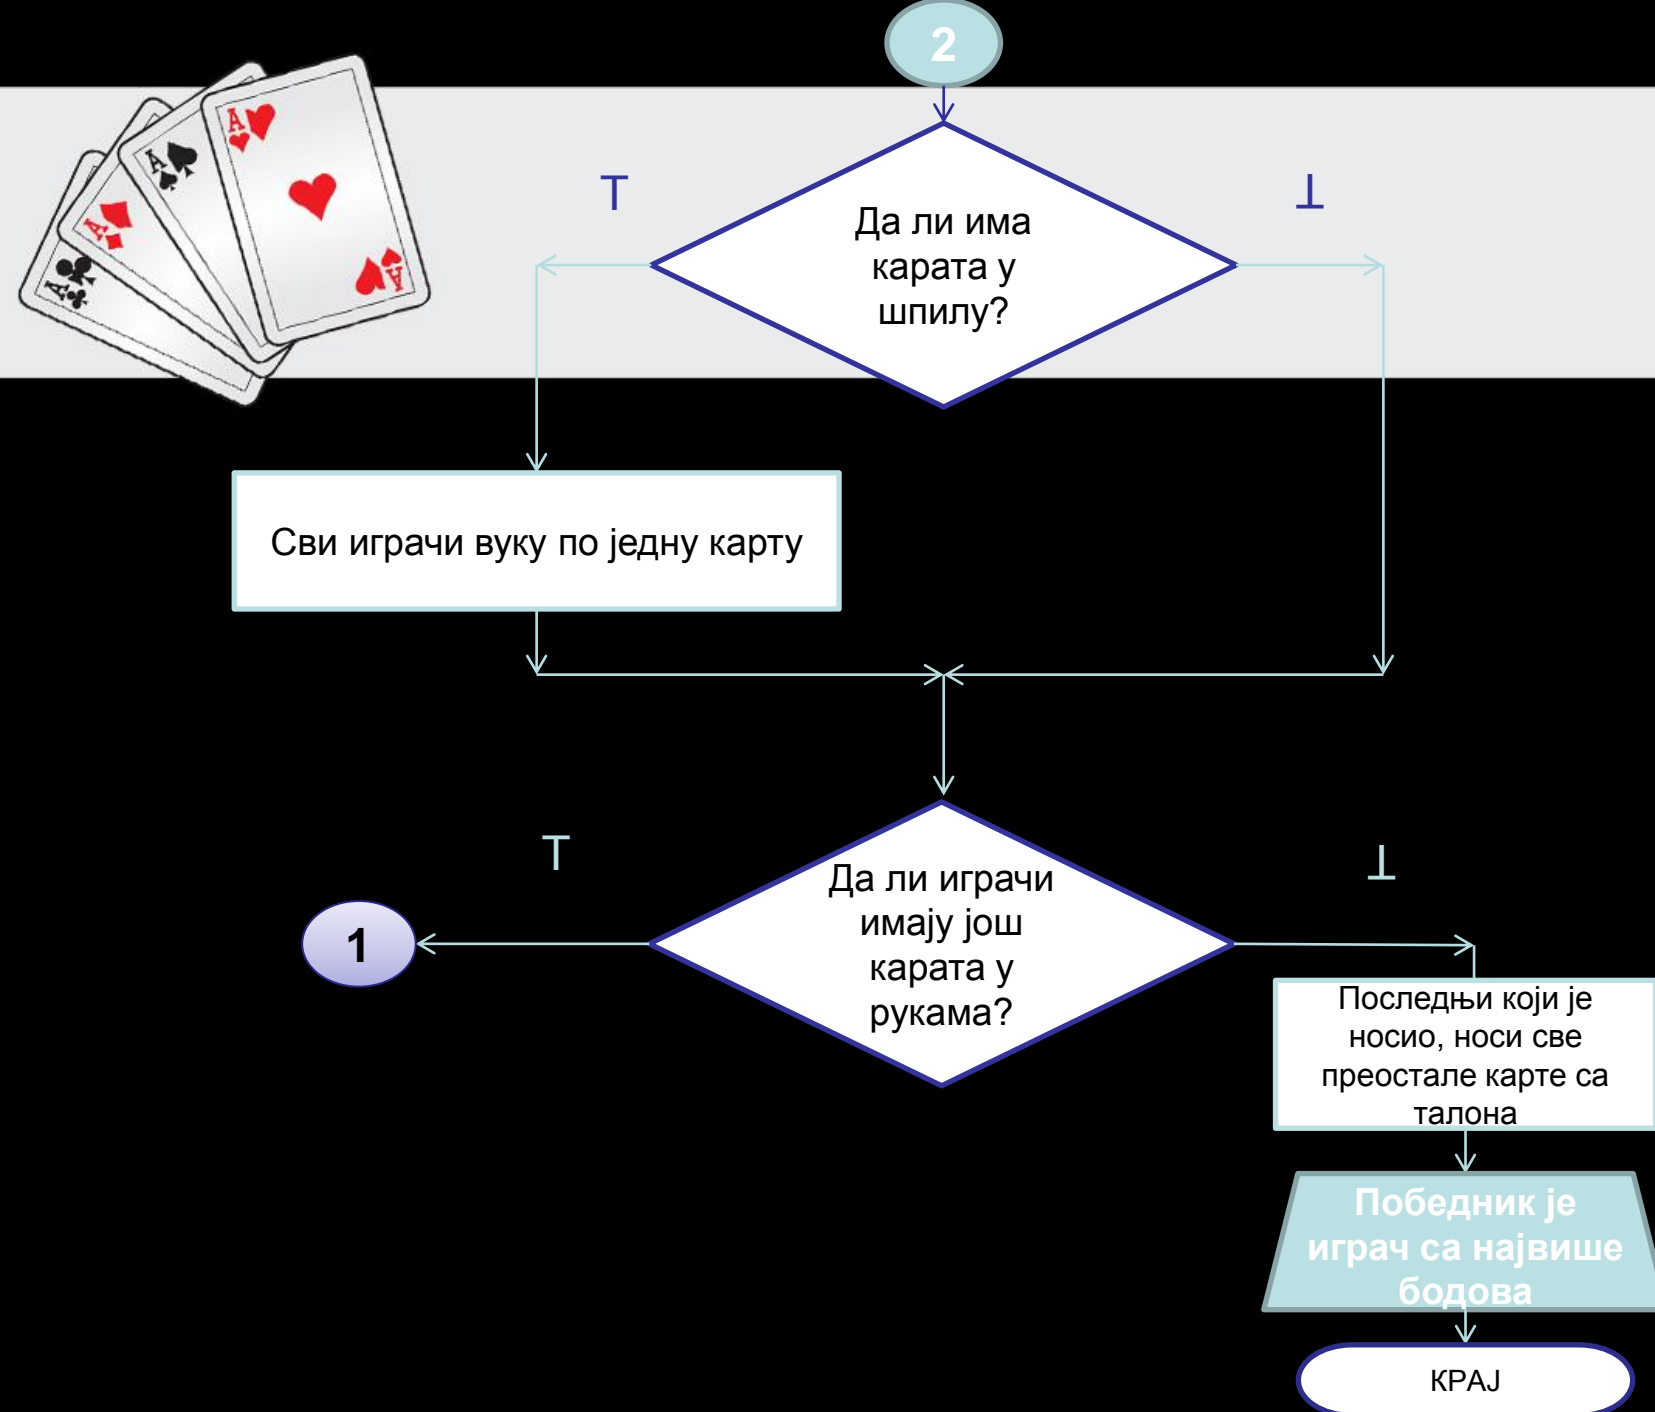 2
⊤
⊥
Да ли има
карата у
шпилу?
Сви играчи вуку по једну карту
⊤
⊥
Да ли играчи
имају још
карата у
рукама?
1
Последњи који је
носио, носи све
преостале карте са
талона
Победник је
играч са највише
бодова
КРАЈ
A
A
A
A
A